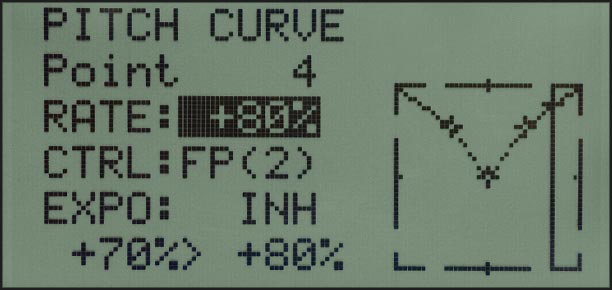 PITCH CURVE
Point 4
RATE: +80%
CTRL: FP(2)
EXPO: INH
+70%> +80%